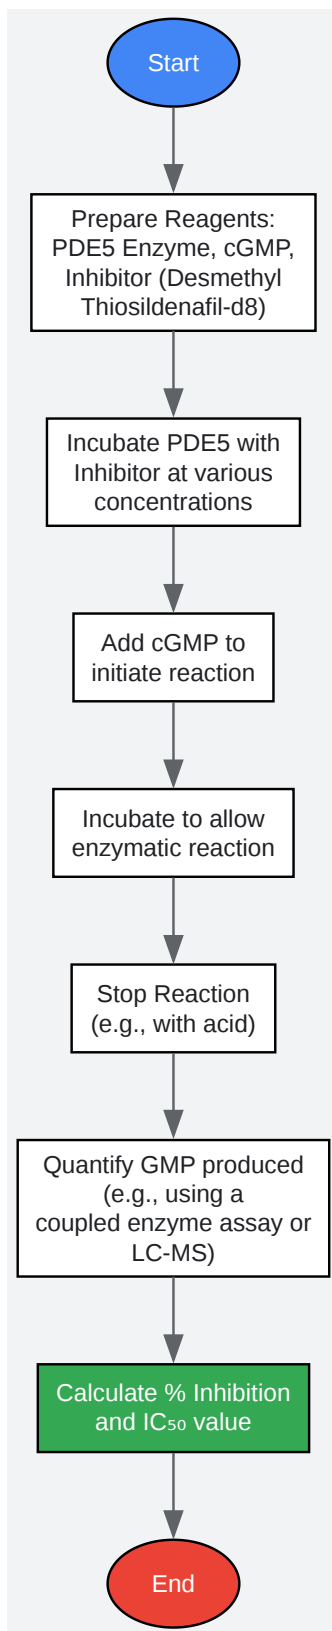 Start
Prepare Reagents:
PDE5 Enzyme, cGMP,
Inhibitor (Desmethyl
Thiosildenafil-d8)
Incubate PDE5 with
Inhibitor at various
concentrations
Add cGMP to
initiate reaction
Incubate to allow
enzymatic reaction
Stop Reaction
(e.g., with acid)
Quantify GMP produced
(e.g., using a
coupled enzyme assay or
LC-MS)
Calculate % Inhibition
and IC₅₀ value
End